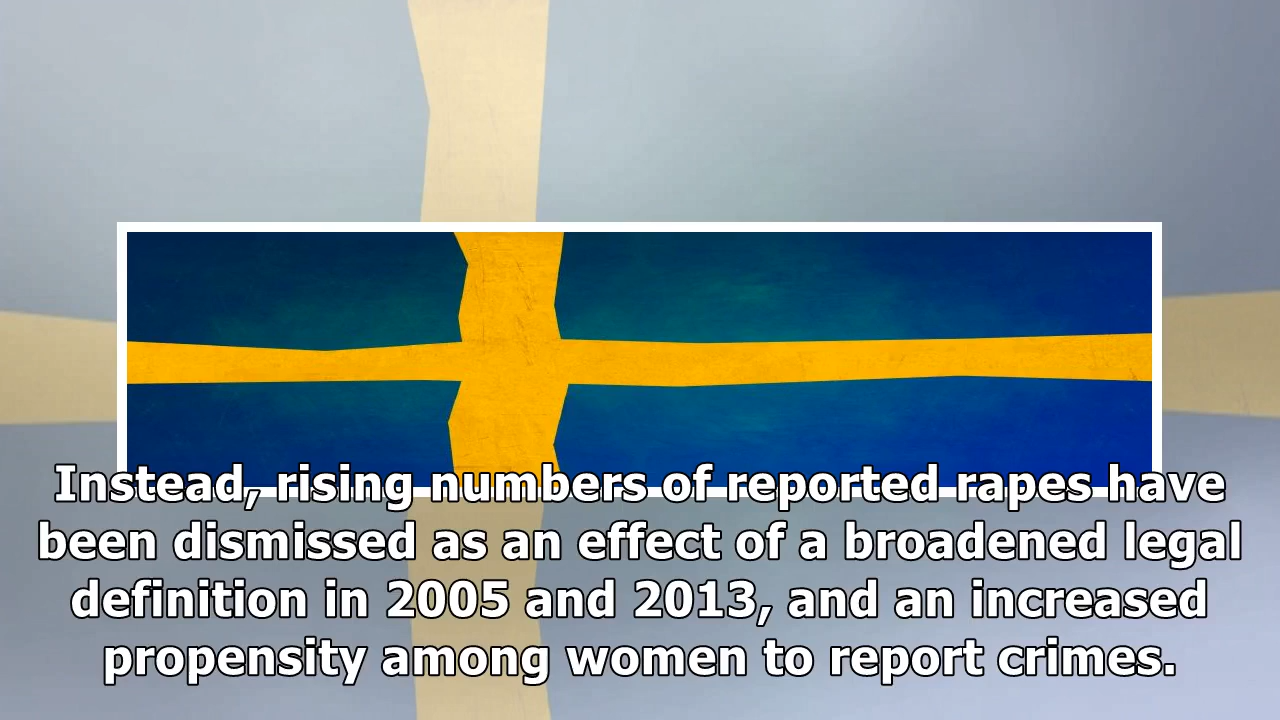 Instead, rising numbers of reported rapes have
been dismissed as an effect of a broadened legal
definition in 2005 and 2013, and an increased
propensity among women to report crimes.